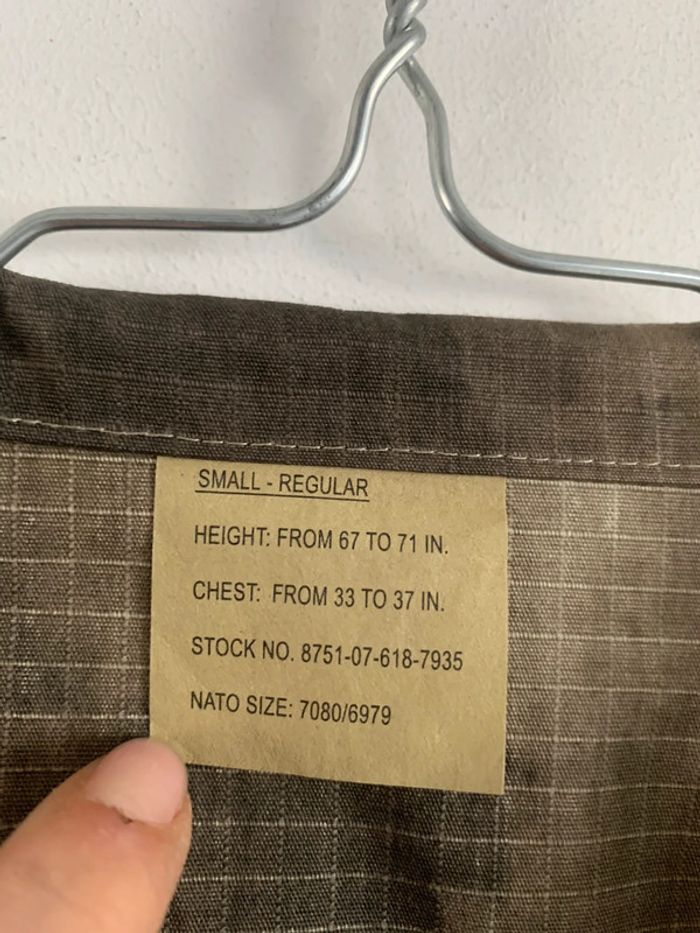 SMALL - REGULAR
HEIGHT: FROM 67 TO 71 IN.
CHEST: FROM 33 TO 37 IN.
STOCK NO. 8751-07-618-7935
NATO SIZE: 7080/6979